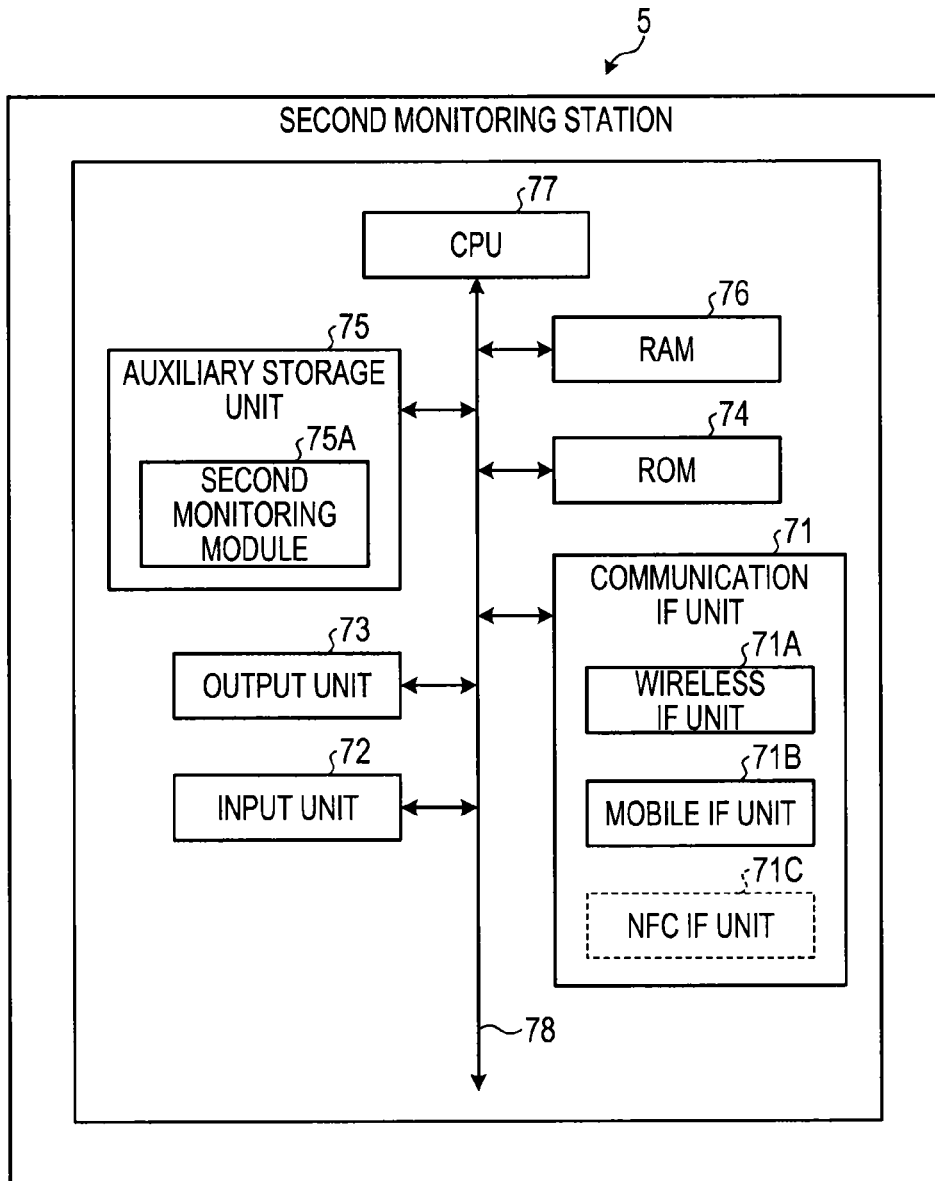 5
SECOND MONITORING STATION
77
CPU
76
RAM
75
AUXILIARY STORAGE
UNIT
75A
SECOND
MONITORING
MODULE
74
ROM
71
COMMUNICATION
IF UNIT
71A
WIRELESS
IF UNIT
73
OUTPUT UNIT
71B
MOBILE IF UNIT
72
INPUT UNIT
71C
NFC IF UNIT
78